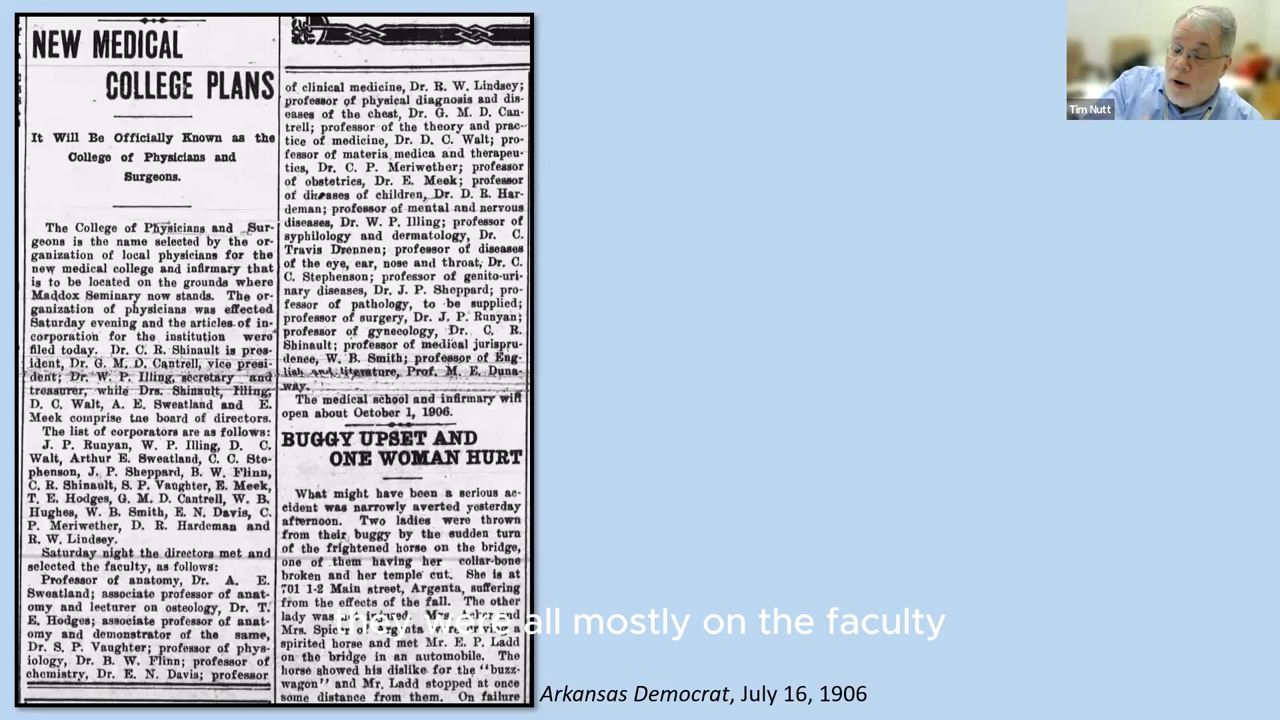 NEW MEDICAL
COLLEGE PLANS
It Will Be Officially Known as the
College of Physicians and
Surgeons.
The College of Physicians and Sur-
geons is the name selected by the or-
ganization of local physicians for the
new medical college and infirmary that
is to be located on the grounds where
Maddox Seminary now stands. The or-
ganization of physicians was effected
Saturday evening and the articles of in-
corporation for the institution were
filed today. Dr. C. R. Shinault is pres-
ident, Dr. G. M. D. Cantrell, vice presi-
dent; Dr. W. P. Illing, secretary and
treasurer, while Drs. Shinault, Illing,
D. C. Walt, A. E. Sweatland and E.
Meek comprise the board of directors.
The list of corporators are as follows:
J. P. Runyan, W. P. Illing, D. C.
Walt, Arthur E. Sweatland, C. C. Ste-
phenson, J. P. Sheppard, B. W. Flinn,
C. R. Shinault, S. P. Vaughter, E. Meek,
T. E. Hodges, G. M. D. Cantrell, W. B.
Hughes, W. B. Smith, E. N. Davis, C.
P. Meriwether, D. R. Hardeman and
R. W. Lindsey.
Saturday night the directors met and
selected the faculty, as follows:
Professor of anatomy, Dr. A. E.
Sweatland; associate professor of anat-
omy and lecturer on osteology, Dr. T.
E. Hodges; associate professor of anat-
omy and demonstrator of the same,
Dr. S. P. Vaughter; professor of phys-
iology, Dr. B. W. Flinn; professor of
chemistry, Dr. E. N. Davis; professor
of clinical medicine, Dr. R. W. Lindsey;
professor of physical diagnosis and dis-
eases of the chest, Dr. G. M. D. Can-
trell; professor of the theory and prac-
tice of medicine, Dr. D. C. Walt; pro-
fessor of materia medica and therapeu-
tics, Dr. C. P. Meriwether; professor
of obstetrics, Dr. E. Meek; professor
of diseases of children, Dr. D. R. Har-
deman; professor of mental and nervous
diseases, Dr. W. P. Illing; professor of
syphilology and dermatology, Dr. C.
Travis Drennen; professor of diseases
of the eye, ear, nose and throat, Dr. C.
C. Stephenson; professor of genito-uri-
nary diseases, Dr. J. P. Sheppard; pro-
fessor of pathology, to be supplied;
professor of surgery, Dr. J. P. Runyan;
professor of gynecology, Dr. C. R.
Shinault; professor of medical jurispru-
dence, W. B. Smith; professor of Eng-
lish and literature, Prof. M. E. Duna-
way.
The medical school and infirmary will
open about October 1, 1906.
BUGGY UPSET AND
ONE WOMAN HURT
What might have been a serious ac-
cident was narrowly averted yesterday
afternoon. Two ladies were thrown
from their buggy by the sudden turn
of the frightened horse on the bridge,
one of them having her collar-bone
broken and her temple cut. She is at
701 1-2 Main street, Argenta, suffering
from the effects of the fall. The other
lady was
Mrs. of Argenta were driving a
spirited horse and met Mr. E. P. Ladd
on the bridge in an automobile. The
horse showed his dislike for the "buzz-
wagon" and Mr. Ladd stopped at once
some distance from them. On failure
they were all mostly on the faculty
Arkansas Democrat, July 16, 1906
Tim Nutt